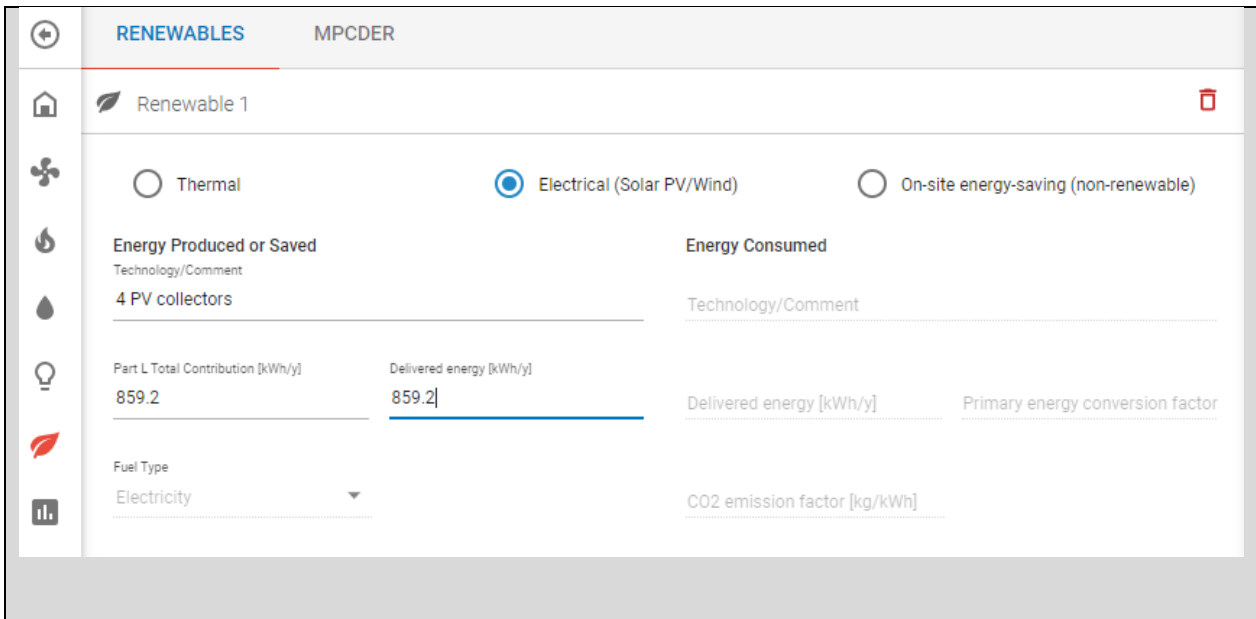 RENEWABLES MPCDER
Renewable 1
Thermal Electrical (Solar PV/Wind) On-site energy-saving (non-renewable)
Energy Produced or Saved Energy Consumed
Technology/Comment
4 PV collectors Technology/Comment
Part L Total Contribution [kWh/y] Delivered energy [kWh/y]
859.2 859.2 Delivered energy [kWh/y] Primary energy conversion factor
Fuel Type
Electricity CO2 emission factor [kg/kWh]